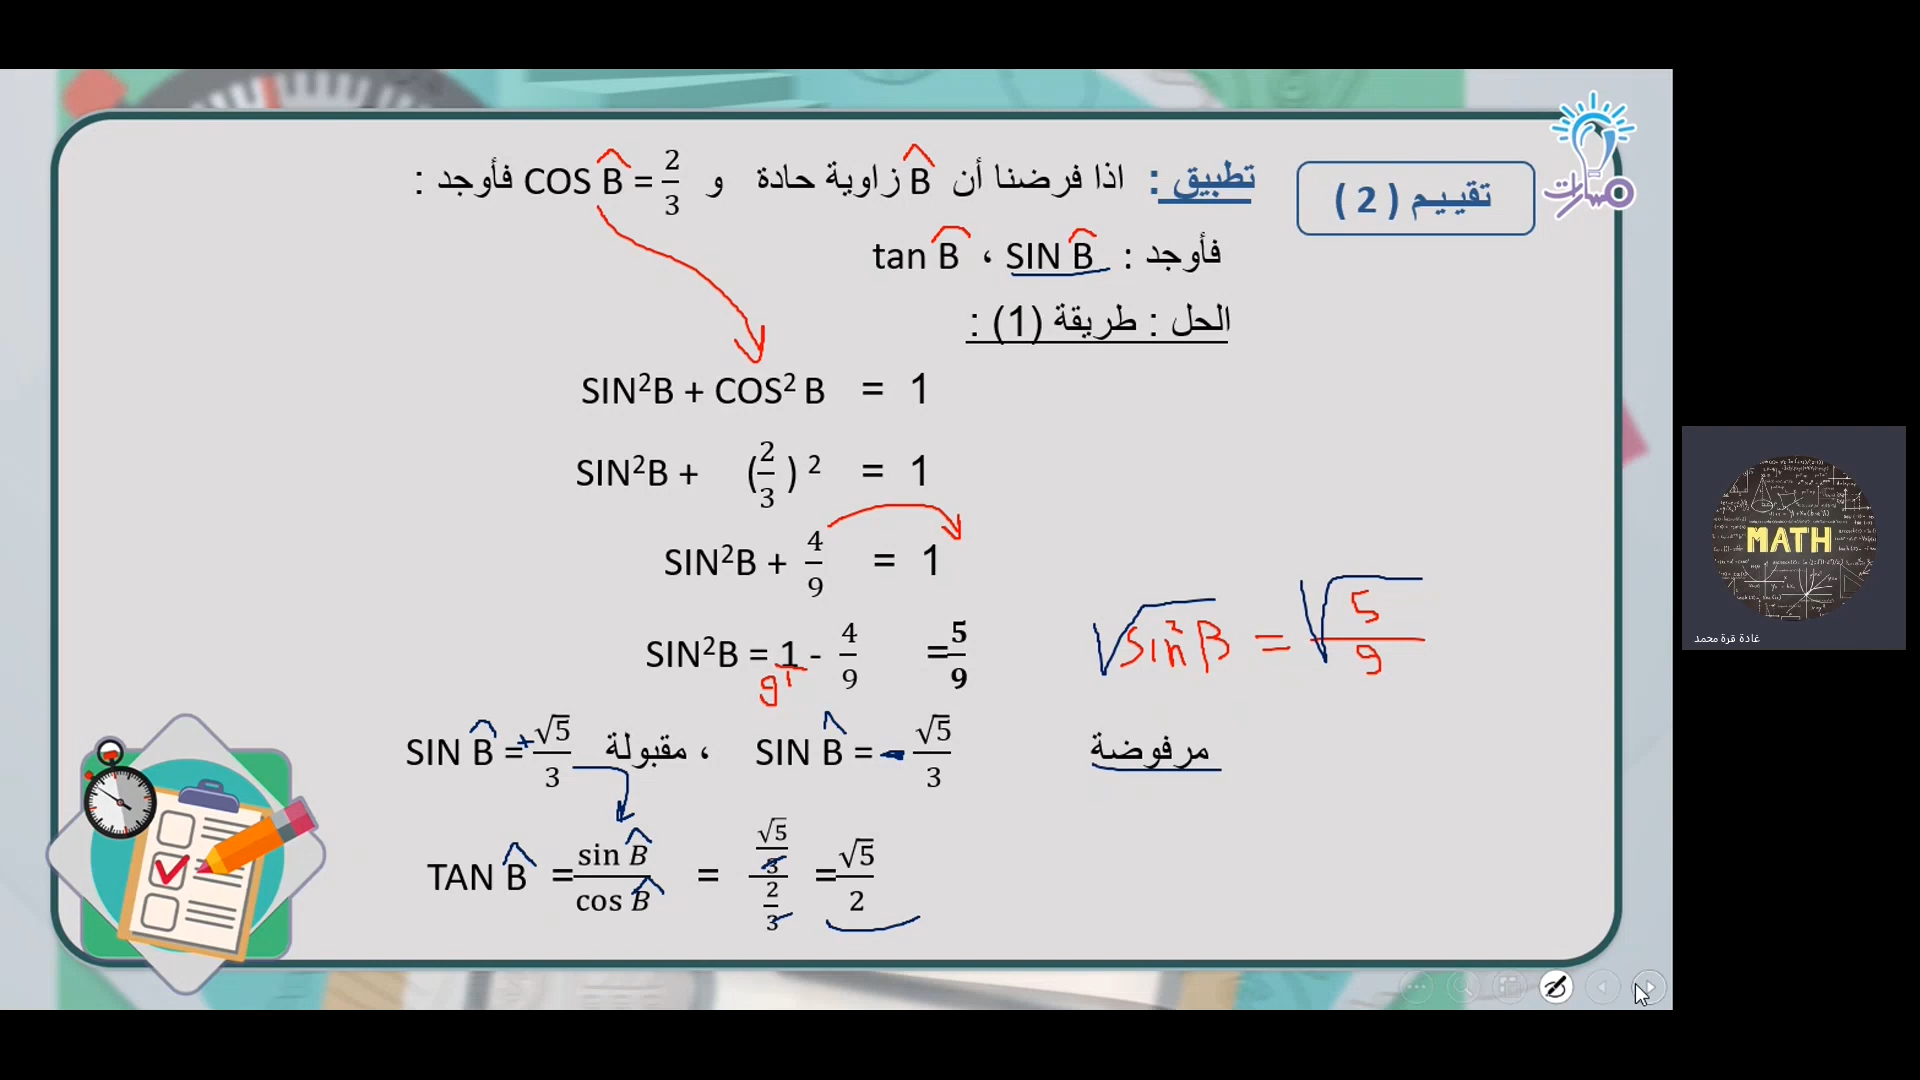 تقييم ( 2 )
تطبيق : اذا فرضنا أن B زاوية حادة و COS B = 2/3 فأوجد :
فأوجد : SIN B ، tan B
الحل : طريقة (1) :
SIN²B + COS² B = 1
SIN²B + (2/3) ² = 1
SIN²B + 4/9 = 1
SIN²B = 1 - 4/9 = 5/9
9 1
√sin²B = √5/9
SIN B = + √5/3 مقبولة ، SIN B = - √5/3 مرفوضة
TAN B = sin B/cos B = √5/3/2/3 = √5/2
مسارات
MATH
غادة قرة محمد